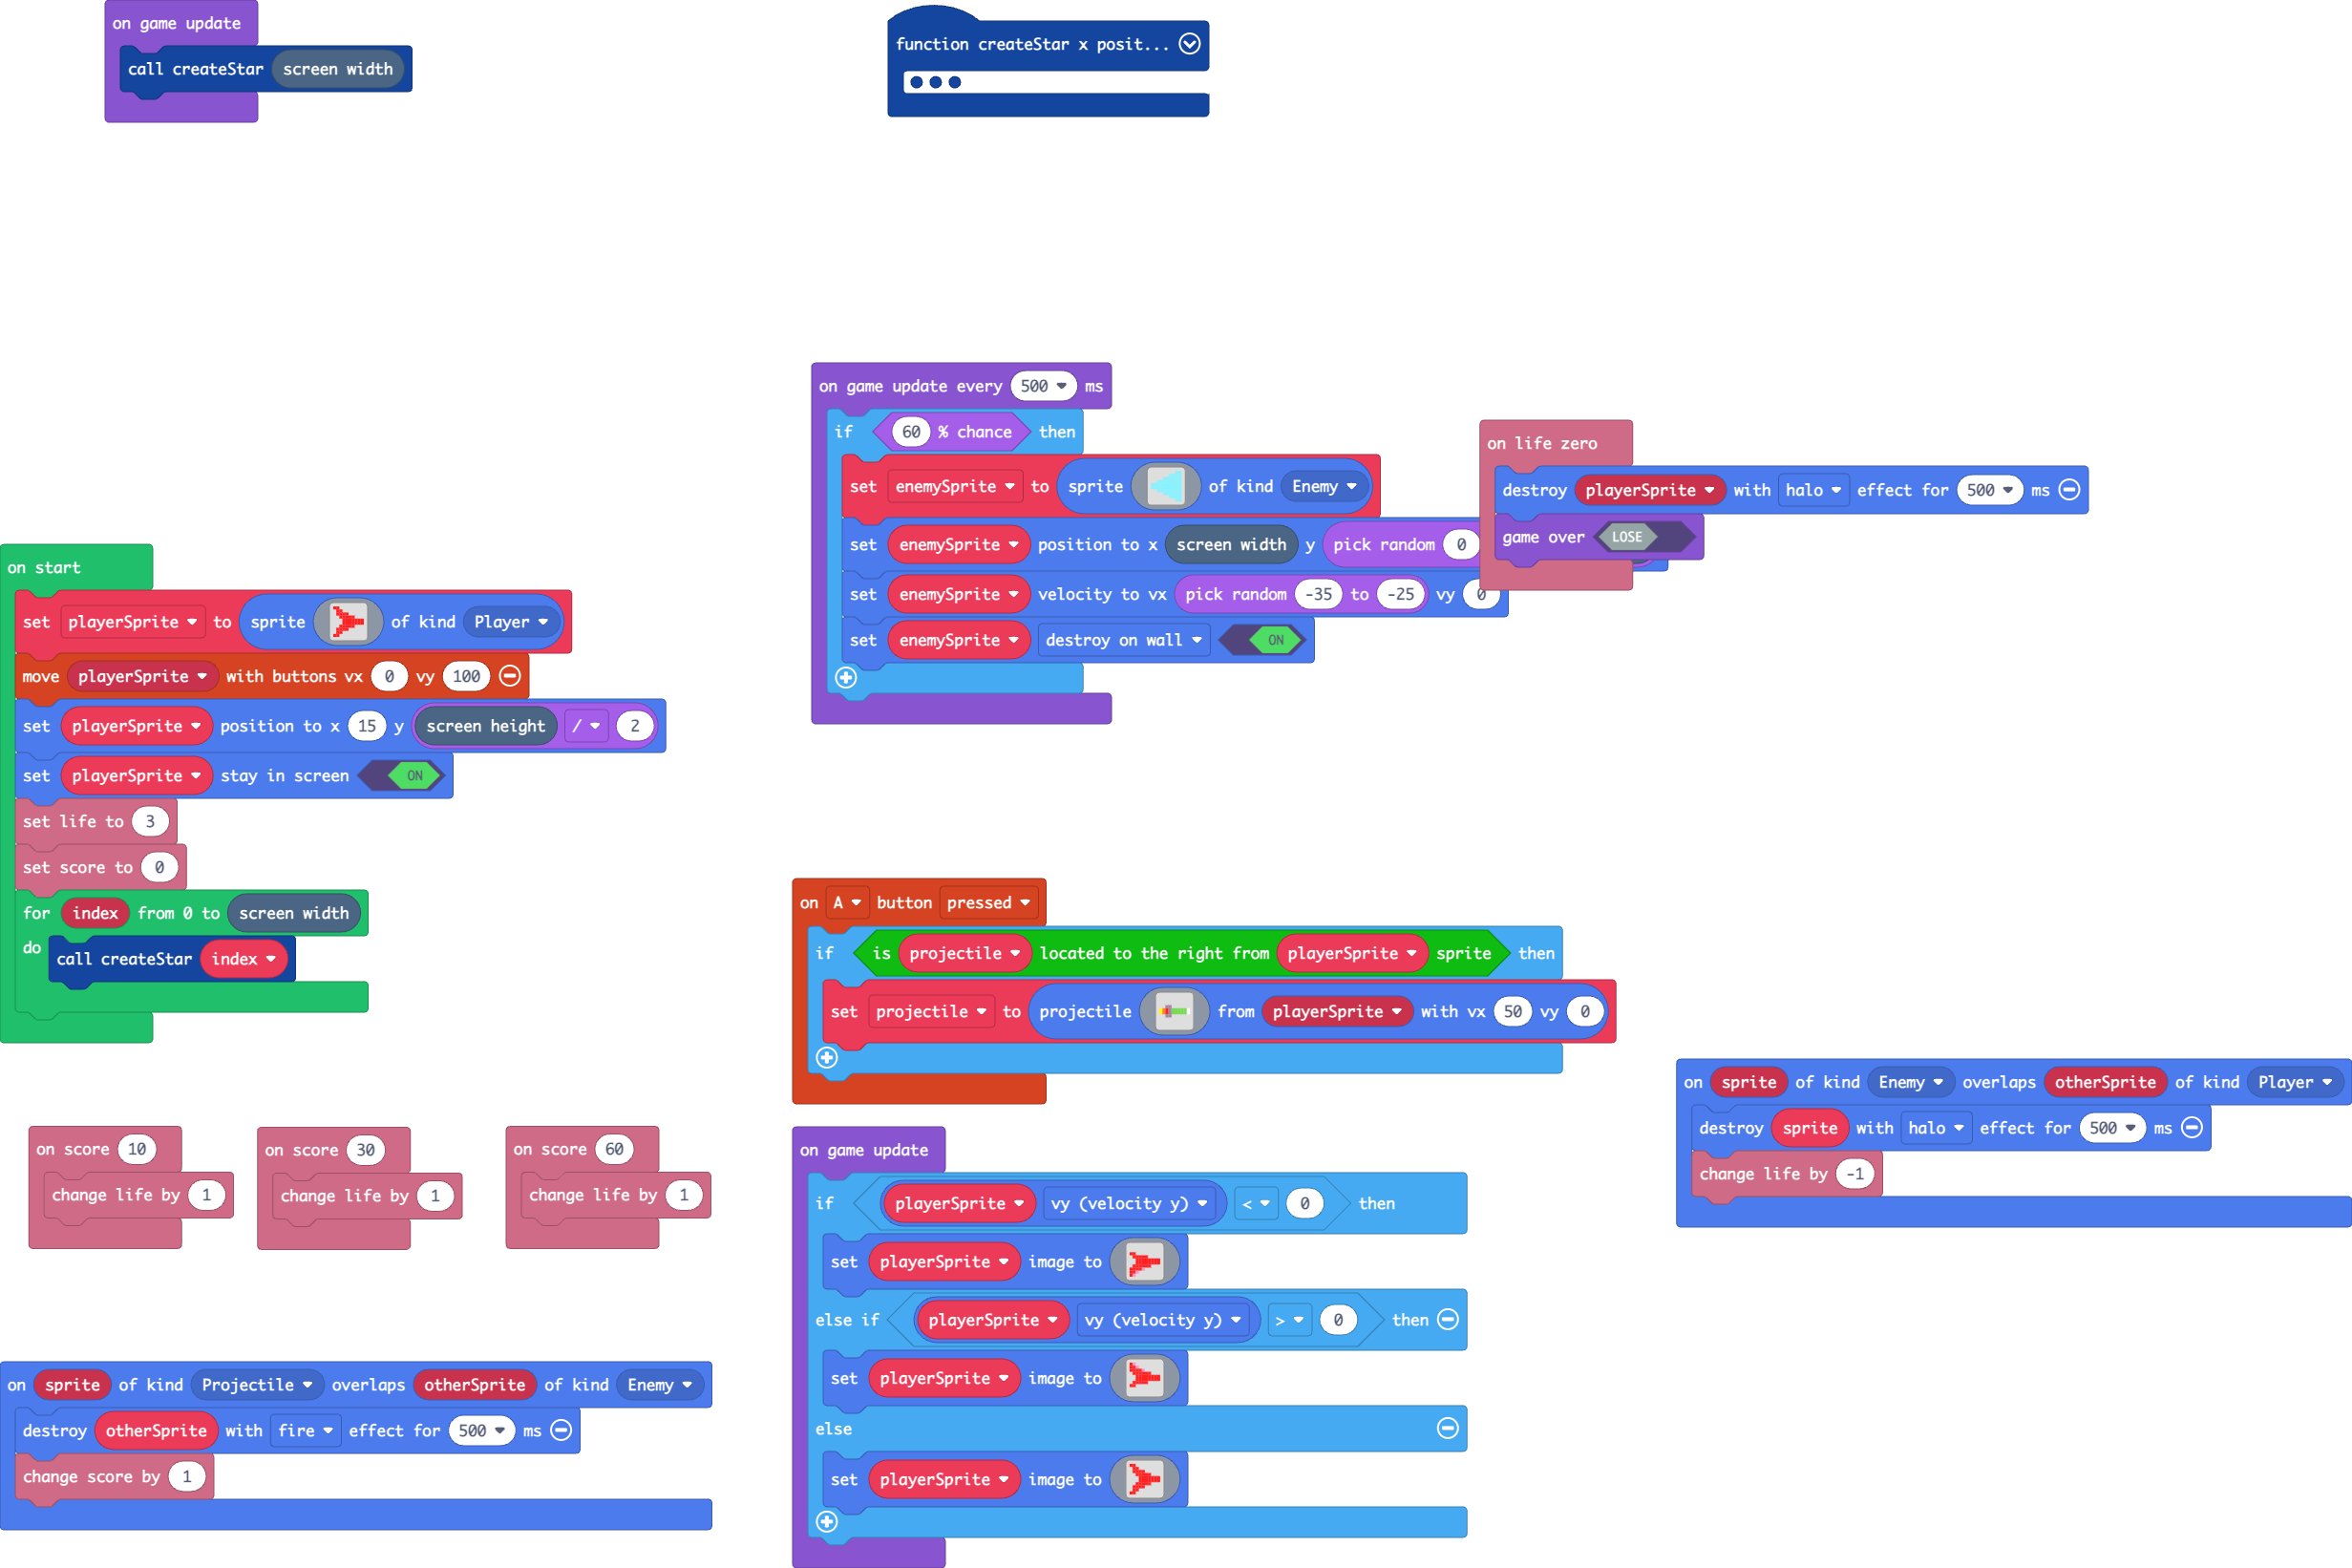 on game update
call createStar screen width
function createStar x posit...
on game update every 500 ms
if 60 % chance then
set enemySprite to sprite of kind Enemy
set enemySprite position to x screen width y pick random 0
set enemySprite velocity to vx pick random -35 to -25 vy 0
set enemySprite destroy on wall ON
on life zero
destroy playerSprite with halo effect for 500 ms
game over LOSE
on start
set playerSprite to sprite of kind Player
move playerSprite with buttons vx 0 vy 100
set playerSprite position to x 15 y screen height / 2
set playerSprite stay in screen ON
set life to 3
set score to 0
for index from 0 to screen width
do call createStar index
on A button pressed
if is projectile located to the right from playerSprite sprite then
set projectile to projectile from playerSprite with vx 50 vy 0
on sprite of kind Enemy overlaps otherSprite of kind Player
destroy sprite with halo effect for 500 ms
change life by -1
on score 10
change life by 1
on score 30
change life by 1
on score 60
change life by 1
on game update
if playerSprite vy (velocity y) < 0 then
set playerSprite image to
else if playerSprite vy (velocity y) > 0 then
set playerSprite image to
else
set playerSprite image to
on sprite of kind Projectile overlaps otherSprite of kind Enemy
destroy otherSprite with fire effect for 500 ms
change score by 1